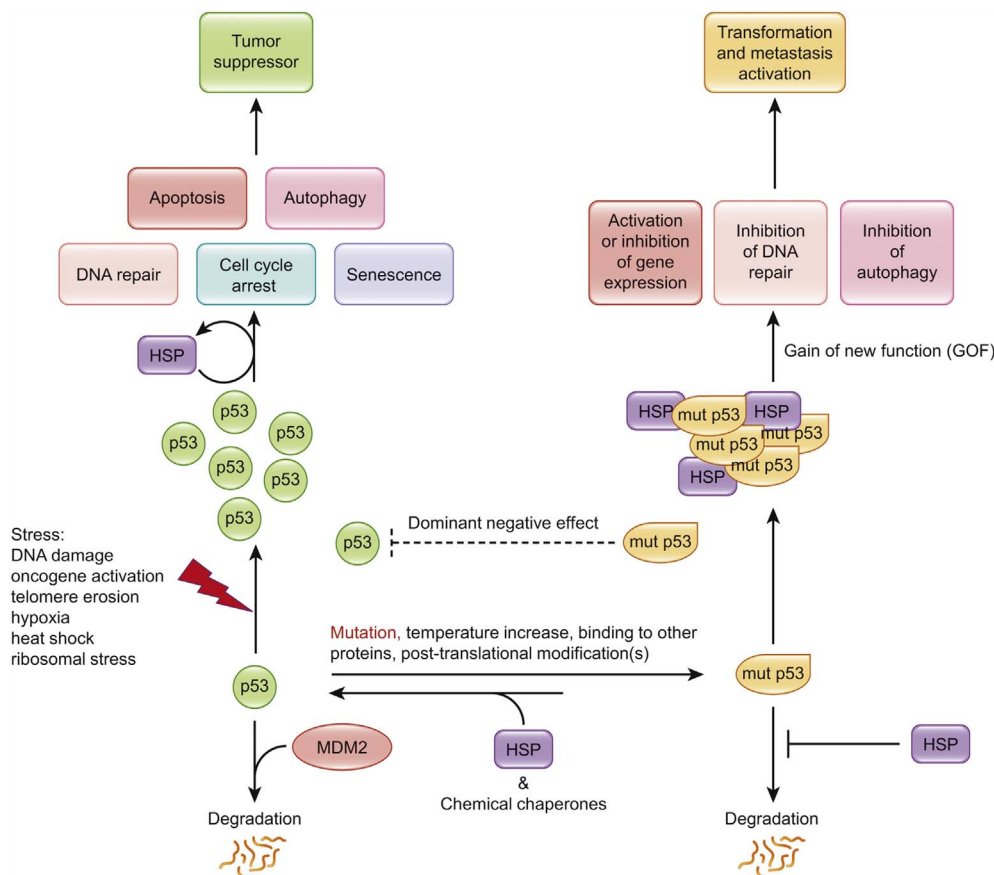 Tumor
suppressor
Transformation
and metastasis
activation
Apoptosis
Autophagy
DNA repair
Cell cycle
arrest
Senescence
Activation
or inhibition
of gene
expression
Inhibition
of DNA
repair
Inhibition
of
autophagy
HSP
Gain of new function (GOF)
p53
p53
p53
p53
p53
p53
HSP
mut p53
HSP
mut p53
mut p53
HSP
mut p53
Stress:
DNA damage
oncogene activation
telomere erosion
hypoxia
heat shock
ribosomal stress
p53
Dominant negative effect
mut p53
Mutation, temperature increase, binding to other
proteins, post-translational modification(s)
p53
mut p53
MDM2
HSP
&
Chemical chaperones
HSP
Degradation
Degradation